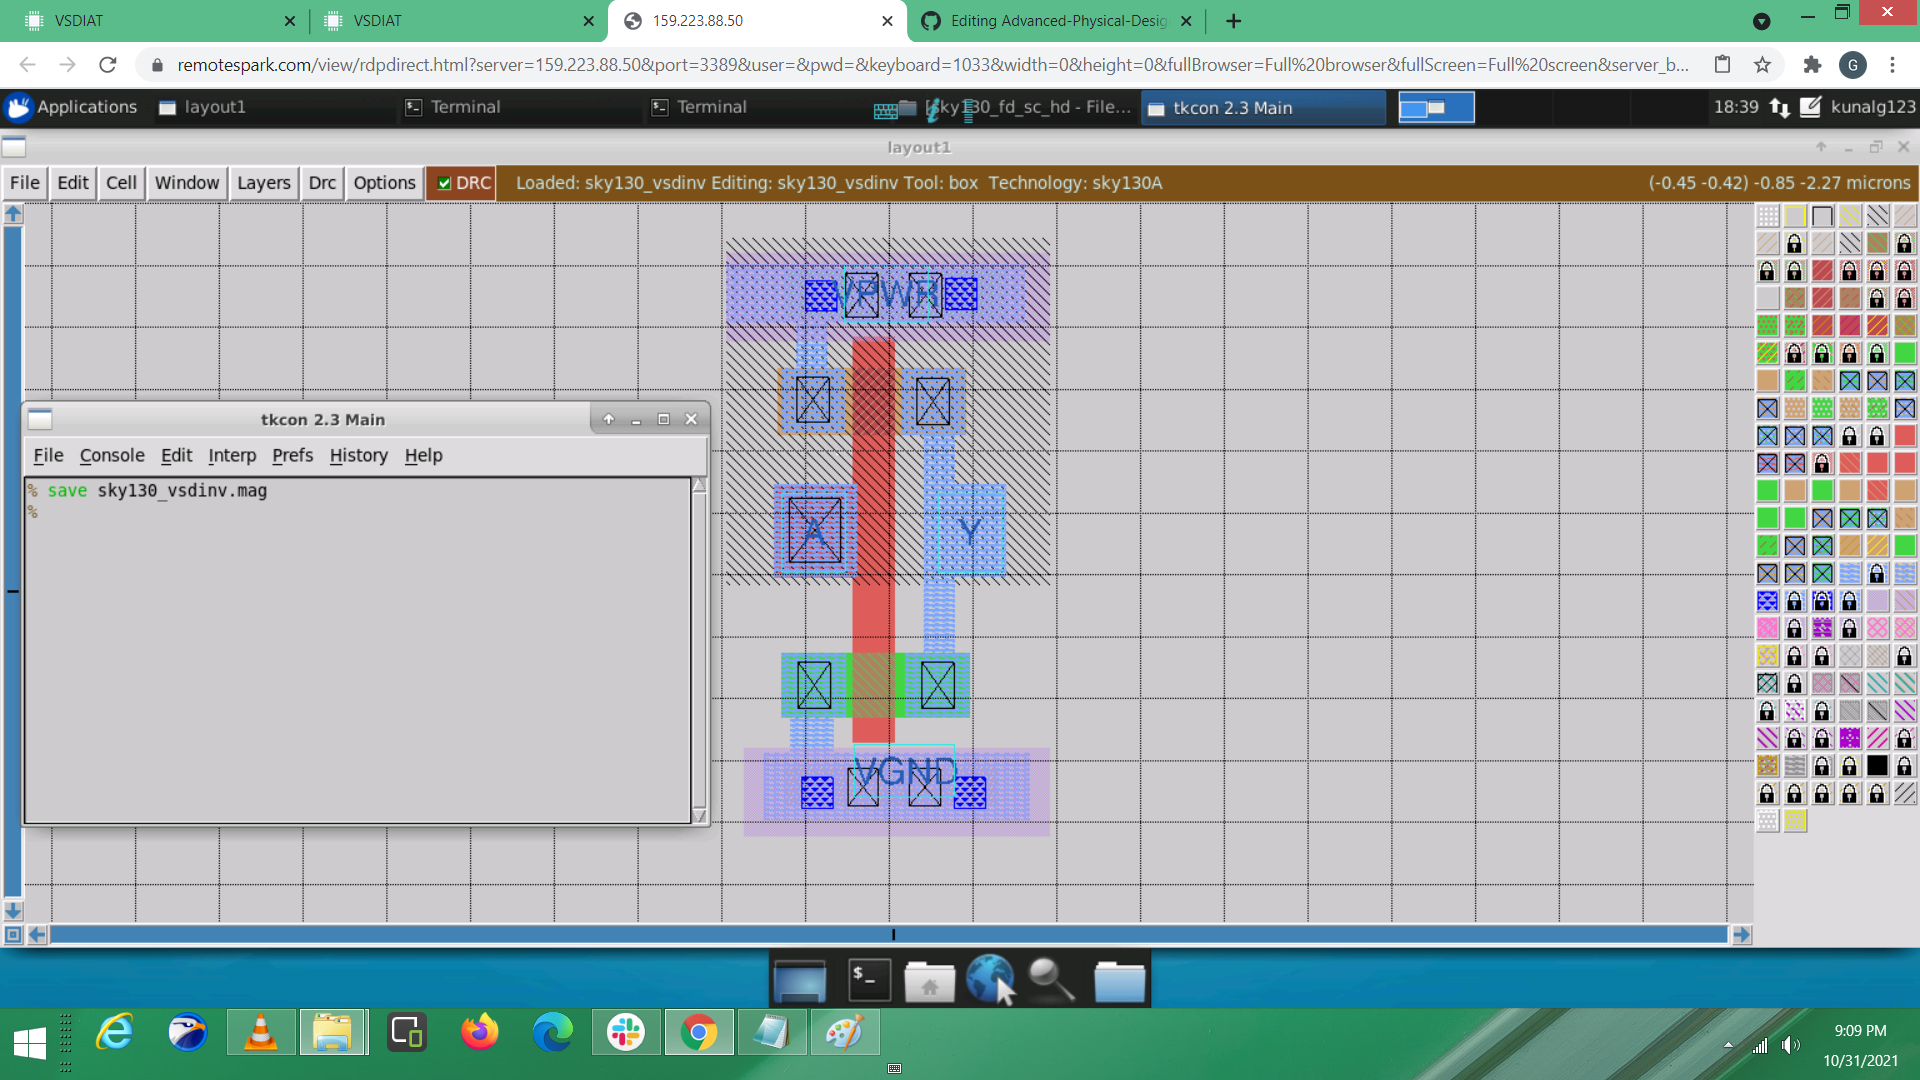 VSDIAT
VSDIAT
159.223.88.50
Editing Advanced-Physical-Desig
remotespark.com/view/rdpdirect.html?server=159.223.88.50&port=3389&user=&pwd=&keyboard=1033&width=0&height=0&fullBrowser=Full%20browser&fullScreen=Full%20screen&server_b...
G
Applications
layout1
Terminal
Terminal
[sky130_fd_sc_hd - File...
tkcon 2.3 Main
18:39
kunalg123
layout1
File Edit Cell Window Layers Drc Options DRC Loaded: sky130_vsdinv Editing: sky130_vsdinv Tool: box Technology: sky130A (-0.45 -0.42) -0.85 -2.27 microns
VPWR
tkcon 2.3 Main
File Console Edit Interp Prefs History Help
% save sky130_vsdinv.mag
%
A
Y
VGND
9:09 PM
10/31/2021